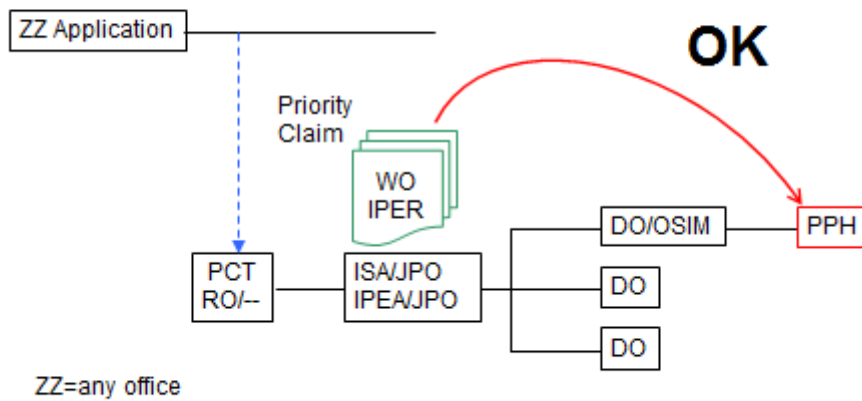 ZZ Application
OK
Priority
Claim
WO
IPER
DO/OSIM
PPH
PCT
RO/--
ISA/JPO
IPEA/JPO
DO
DO
ZZ=any office